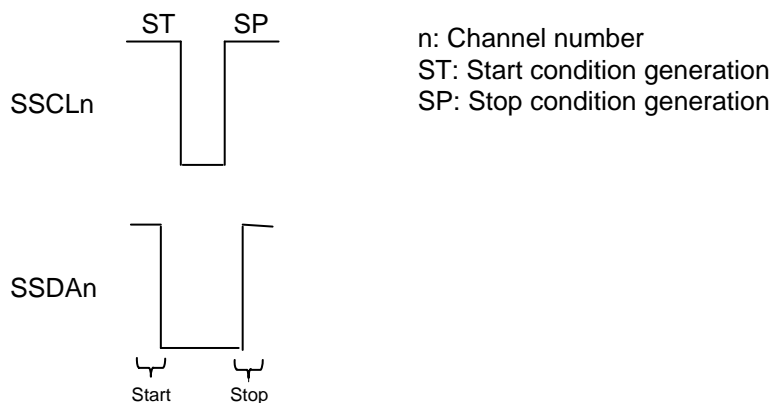 ST SP
n: Channel number
ST: Start condition generation
SP: Stop condition generation
SSCLn
SSDAn
Start Stop